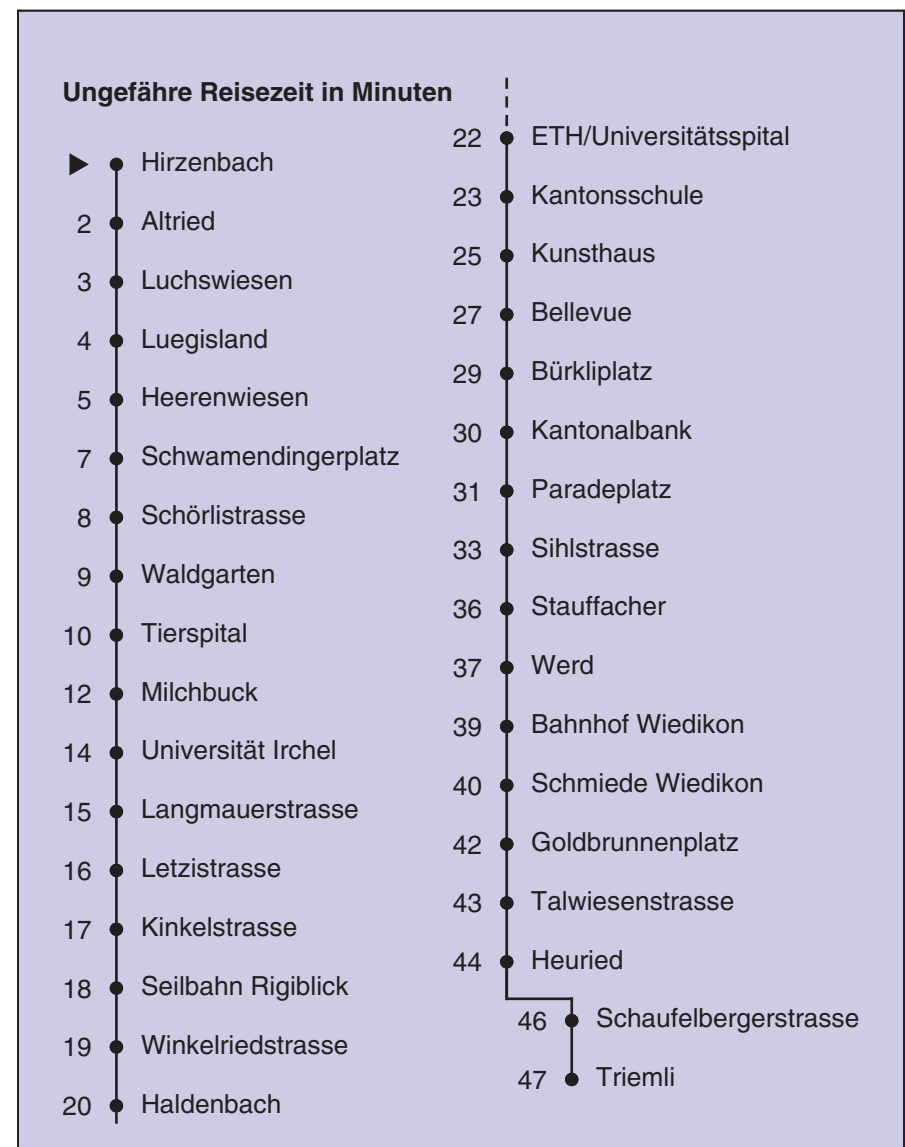 Ungefähre Reisezeit in Minuten
Hirzenbach
2 Altried
3 Luchswiesen
4 Luegisland
5 Heerenwiesen
7 Schwamendingerplatz
8 Schörlistrasse
9 Waldgarten
10 Tierspital
12 Milchbuck
14 Universität Irchel
15 Langmauerstrasse
16 Letzistrasse
17 Kinkelstrasse
18 Seilbahn Rigiblick
19 Winkelriedstrasse
20 Haldenbach
22 ETH/Universitätsspital
23 Kantonsschule
25 Kunsthaus
27 Bellevue
29 Bürkliplatz
30 Kantonalbank
31 Paradeplatz
33 Sihlstrasse
36 Stauffacher
37 Werd
39 Bahnhof Wiedikon
40 Schmiede Wiedikon
42 Goldbrunnenplatz
43 Talwiesenstrasse
44 Heuried
46 Schaufelbergerstrasse
47 Triemli